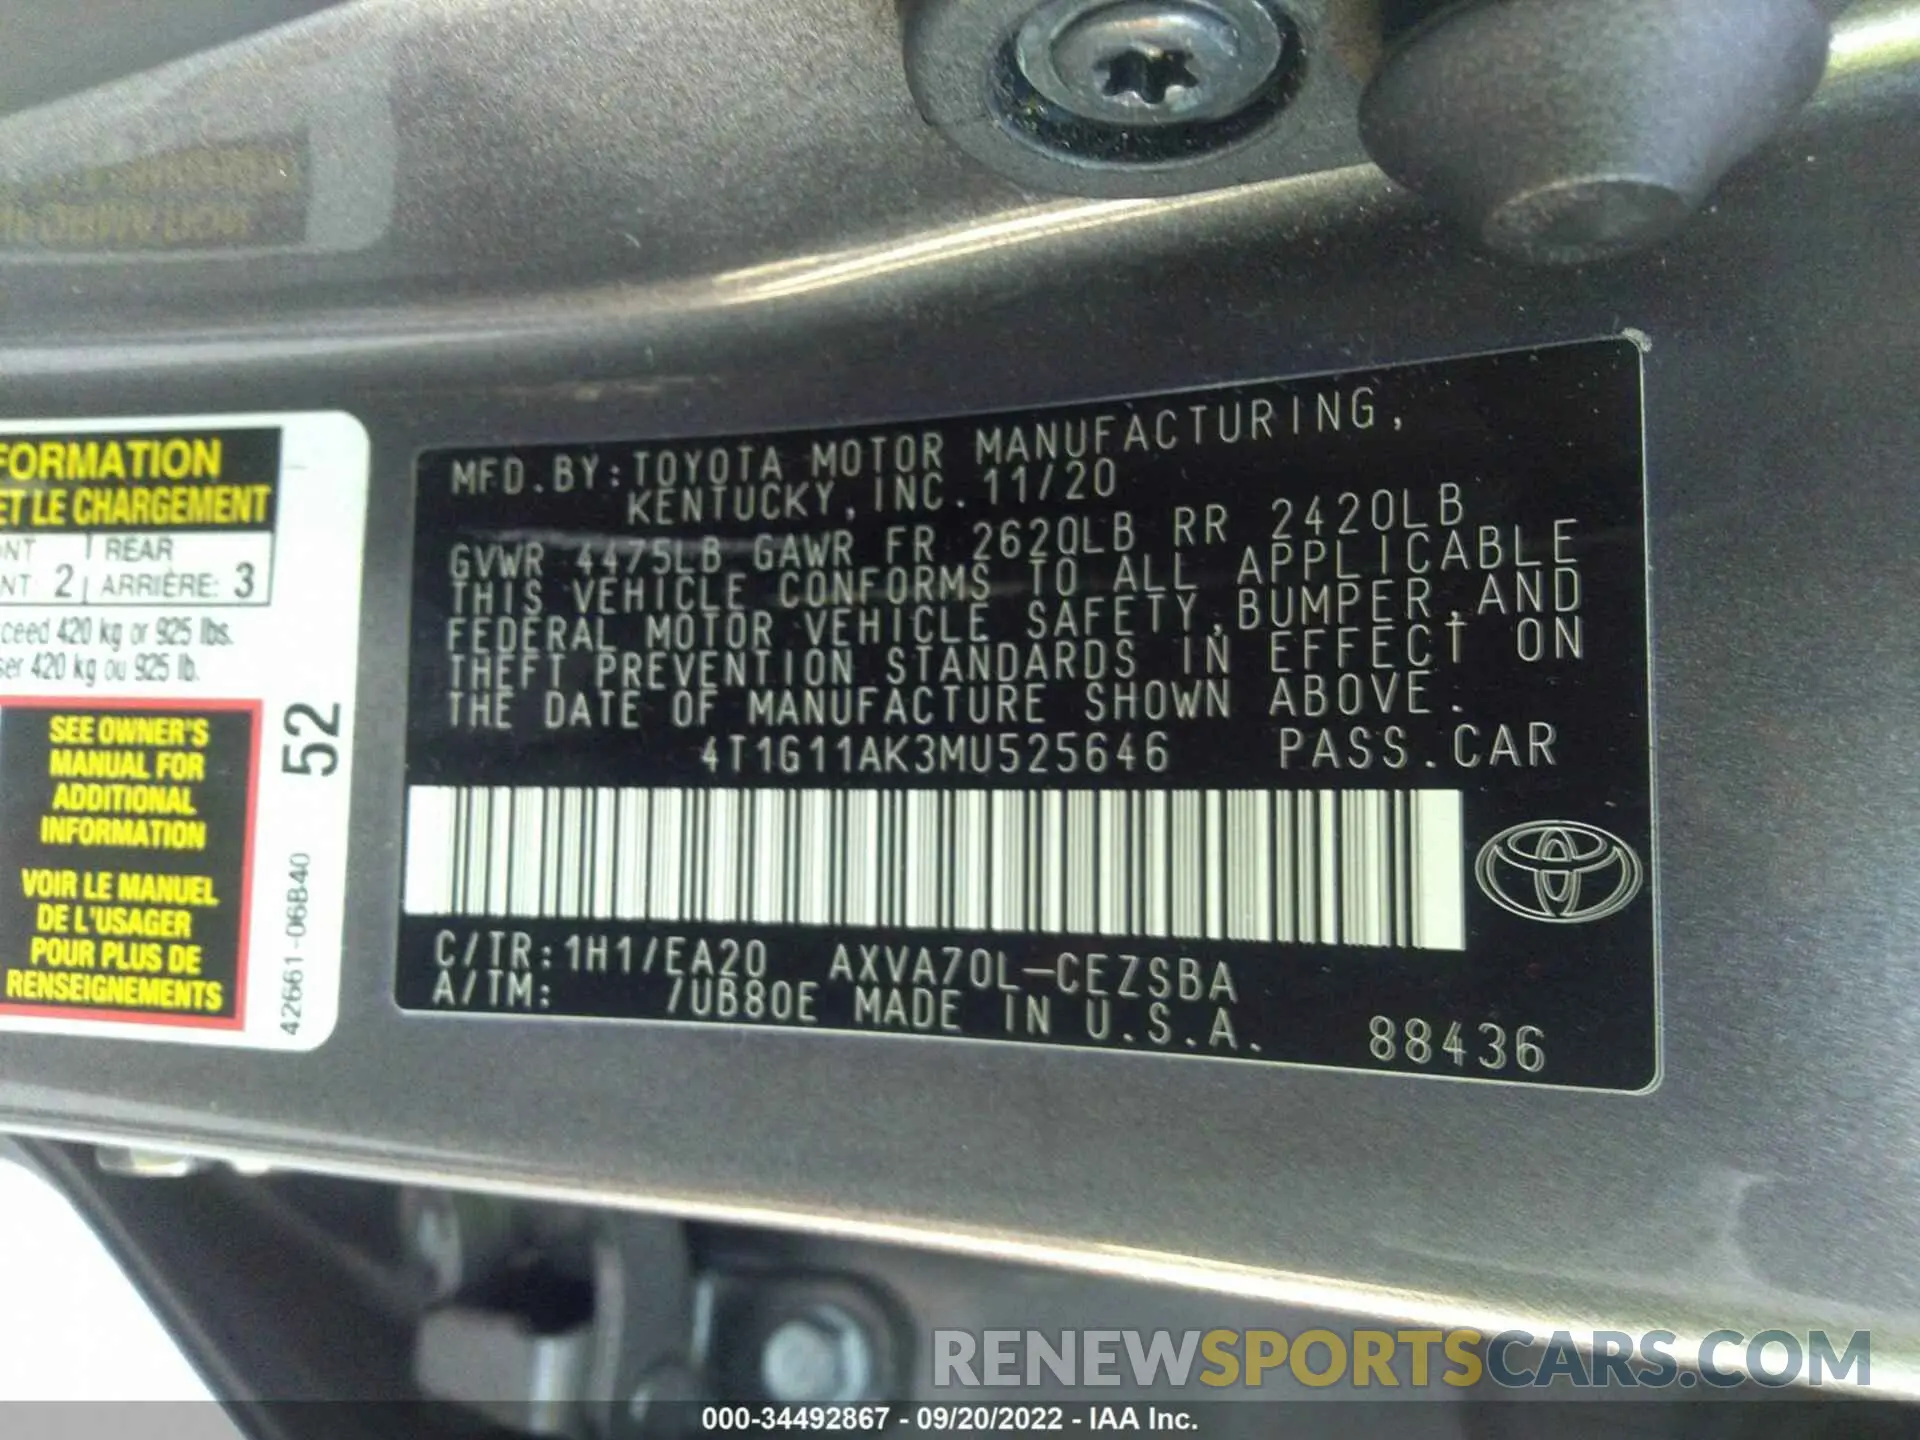 FORMATION
ET LE CHARGEMENT
NT REAR
NT: 2 ARRIÈRE: 3
ceed 420 kg or 925 lbs.
ser 420 kg ou 925 lb.
SEE OWNER'S
MANUAL FOR
ADDITIONAL
INFORMATION
VOIR LE MANUEL
DE L'USAGER
POUR PLUS DE
RENSEIGNEMENTS
52
42661-06B40
MFD.BY:TOYOTA MOTOR MANUFACTURING,
KENTUCKY,INC. 11/20
GVWR 4475LB GAWR FR 2620LB RR 2420LB
THIS VEHICLE CONFORMS TO ALL APPLICABLE
FEDERAL MOTOR VEHICLE SAFETY,BUMPER,AND
THEFT PREVENTION STANDARDS IN EFFECT ON
THE DATE OF MANUFACTURE SHOWN ABOVE.
4T1G11AK3MU525646 PASS.CAR
C/TR:1H1/EA20 AXVA70L-CEZSBA
A/TM: /UB80E MADE IN U.S.A. 88436
RENEWSPORTSCARS.COM
000-34492867 - 09/20/2022 - IAA Inc.